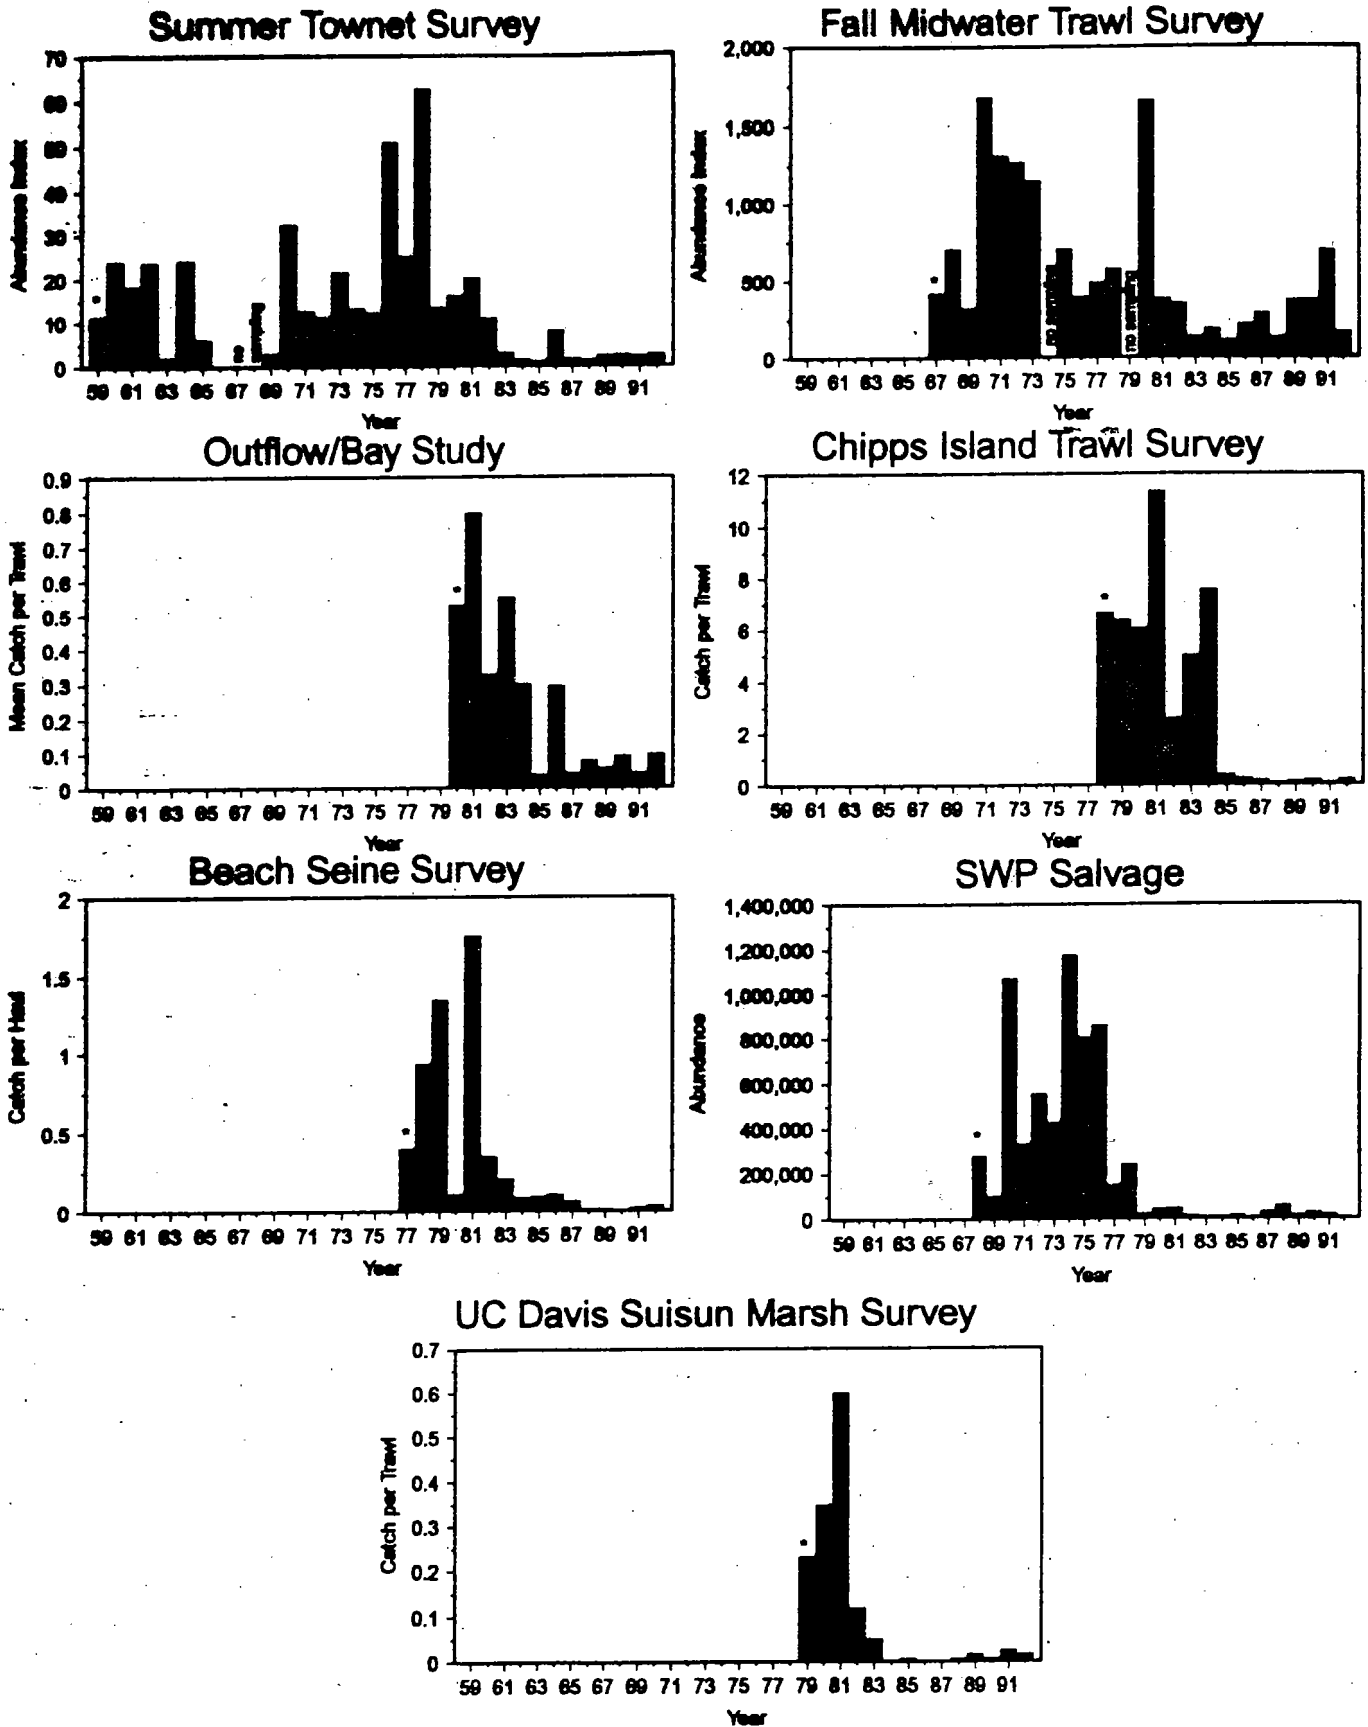 Summer Townet Survey
70
60
50
40
30
20
10
0
Abundance Index
*
no
sampling
59 61 63 65 67 69 71 73 75 77 79 81 83 85 87 89 91
Year
Fall Midwater Trawl Survey
2,000
1,500
1,000
500
0
Abundance Index
*
no sampling
no sampling
59 61 63 65 67 69 71 73 75 77 79 81 83 85 87 89 91
Year
Outflow/Bay Study
0.9
0.8
0.7
0.6
0.5
0.4
0.3
0.2
0.1
0
Mean Catch per Trawl
*
59 61 63 65 67 69 71 73 75 77 79 81 83 85 87 89 91
Year
Chipps Island Trawl Survey
12
10
8
6
4
2
0
Catch per Trawl
*
59 61 63 65 67 69 71 73 75 77 79 81 83 85 87 89 91
Year
Beach Seine Survey
2
1.5
1
0.5
0
Catch per Haul
*
59 61 63 65 67 69 71 73 75 77 79 81 83 85 87 89 91
Year
SWP Salvage
1,400,000
1,200,000
1,000,000
800,000
600,000
400,000
200,000
0
Abundance
*
59 61 63 65 67 69 71 73 75 77 79 81 83 85 87 89 91
Year
UC Davis Suisun Marsh Survey
0.7
0.6
0.5
0.4
0.3
0.2
0.1
0
Catch per Trawl
*
59 61 63 65 67 69 71 73 75 77 79 81 83 85 87 89 91
Year